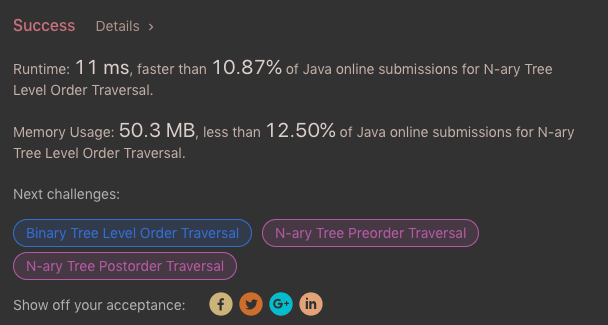 Success Details >
Runtime: 11 ms, faster than 10.87% of Java online submissions for N-ary Tree
Level Order Traversal.
Memory Usage: 50.3 MB, less than 12.50% of Java online submissions for N-ary
Tree Level Order Traversal.
Next challenges:
Binary Tree Level Order Traversal N-ary Tree Preorder Traversal
N-ary Tree Postorder Traversal
Show off your acceptance: f G+ in